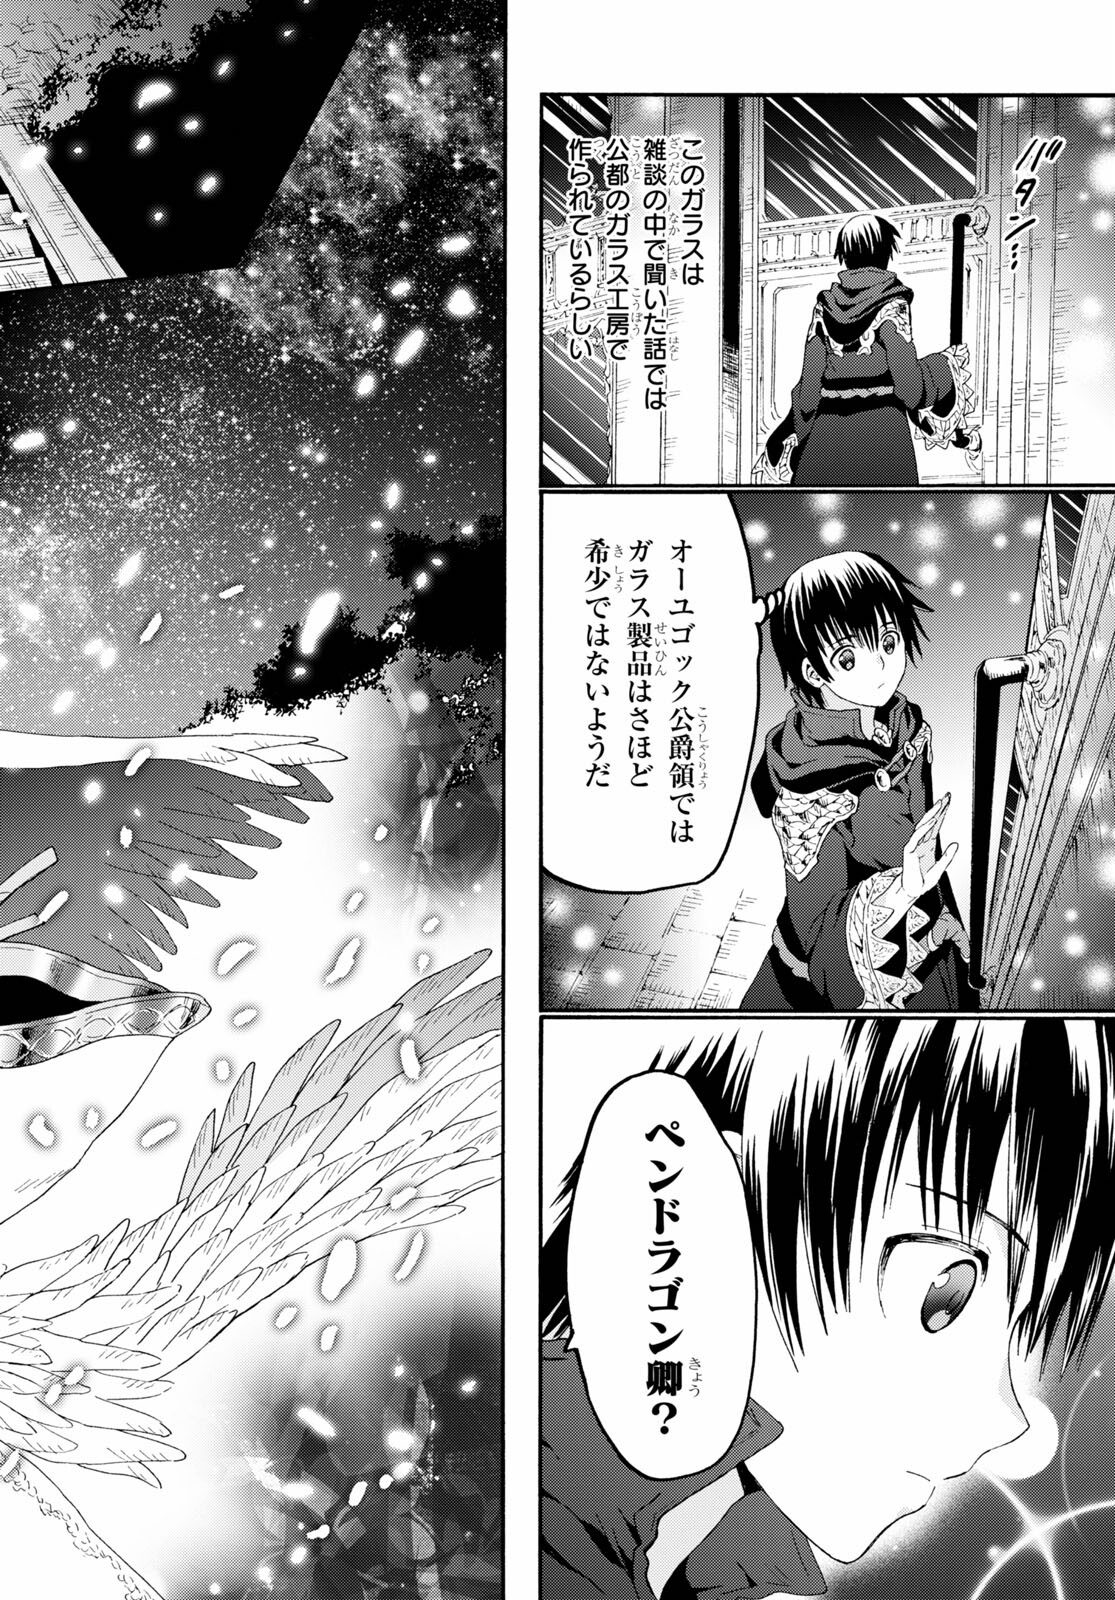 バタン…
このガラスは
雑談の中で聞いた話では
公都のガラス工房で
作られているらしい
オーユゴック公爵領では
ガラス製品はさほど
希少ではないようだ
ペンドラゴン卿？